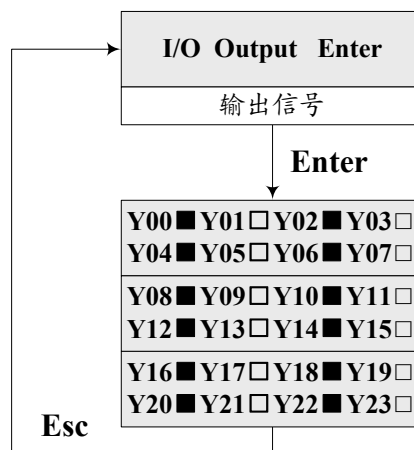 I/O Output Enter
输出信号
Enter
Y00■Y01□Y02■Y03□
Y04■Y05□Y06■Y07□
Y08■Y09□Y10■Y11□
Y12■Y13□Y14■Y15□
Y16■Y17□Y18■Y19□
Y20■Y21□Y22■Y23□
Esc